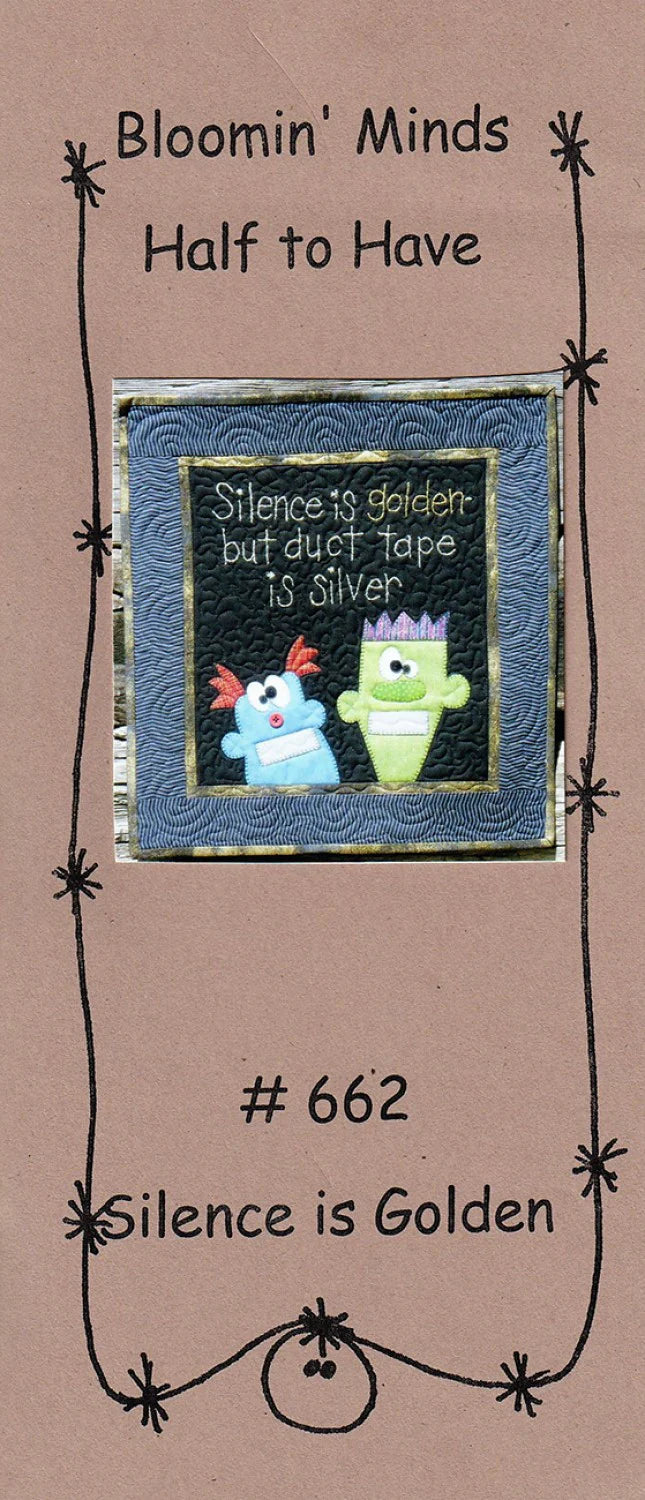 Bloomin' Minds
Half to Have
Silence is golden-
but duct tape
is silver
# 662
Silence is Golden